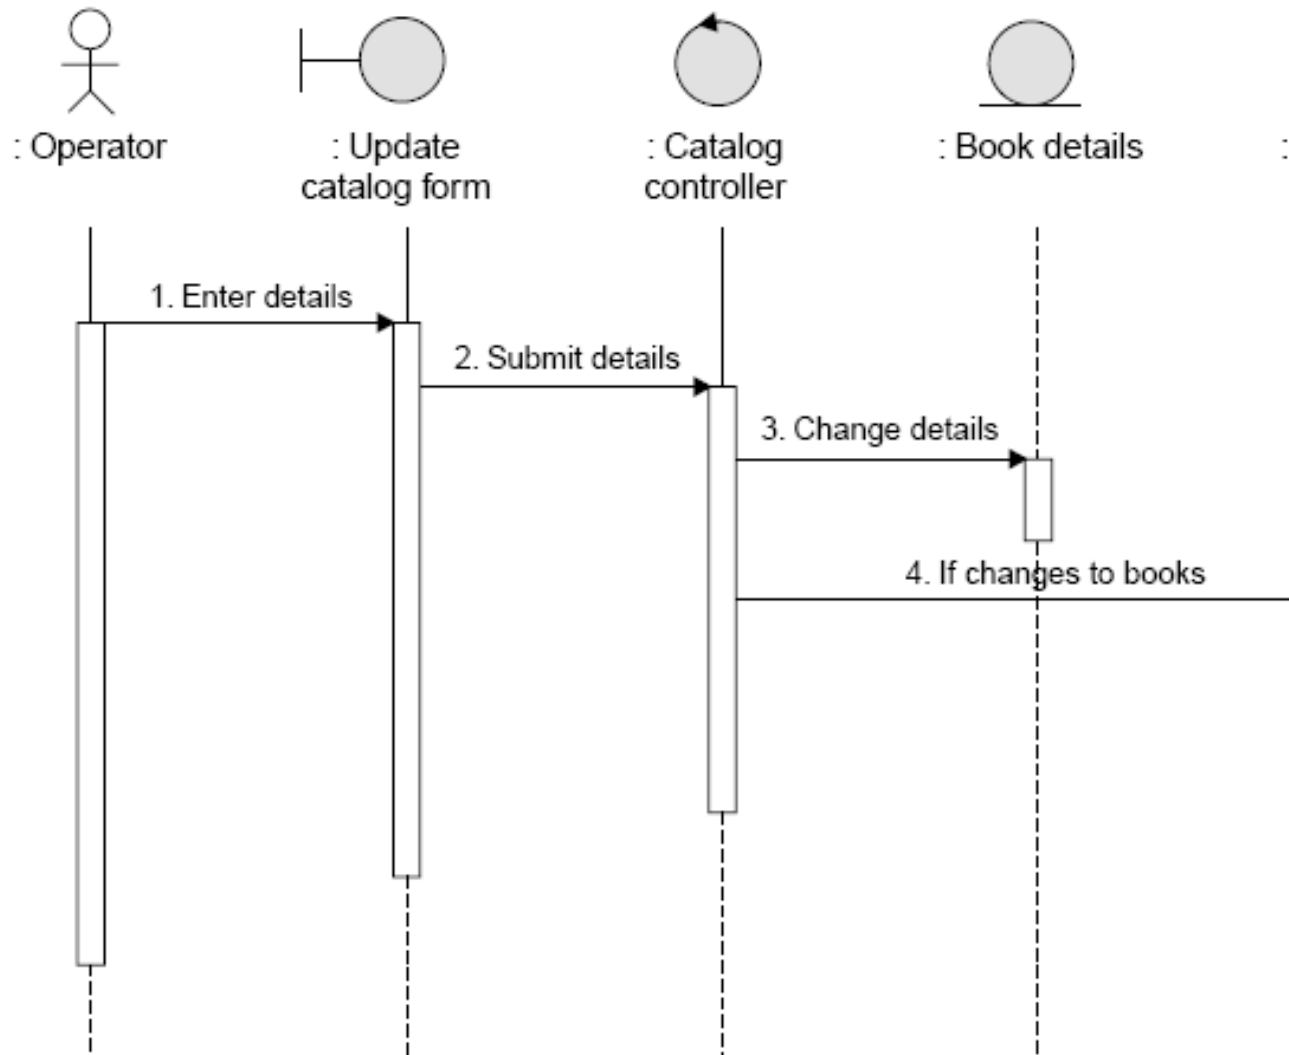 : Operator
: Update
catalog form
: Catalog
controller
: Book details
:
1. Enter details
2. Submit details
3. Change details
4. If changes to books